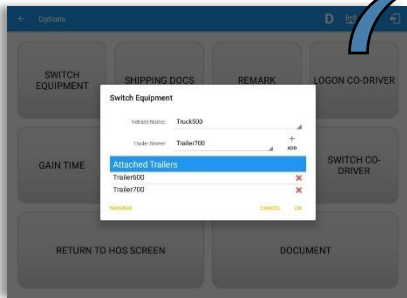 Options
D
SWITCH EQUIPMENT
SHIPPING DOCS
REMARK
LOGON CO-DRIVER
Switch Equipment
Vehicle Name: Truck500
Trailer Name: Trailer700
+
ADD
Attached Trailers
Trailer600
Trailer700
MANAGE
CANCEL
OK
GAIN TIME
SWITCH CO-DRIVER
RETURN TO HOS SCREEN
DOCUMENT